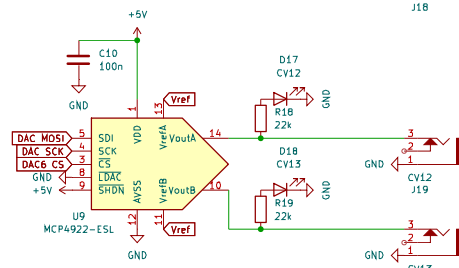 J18
+5V
C10
100n
GND
D17
CV12
GND
Vref
R18
22k
1
13
VDD
VrefA
VoutA
14
DAC MOSI
5
SDI
DAC SCK
4
SCK
DAC6 CS
3
CS
GND
8
LDAC
+5V
9
SHDN
AVSS
VrefB
VoutB
10
U9
MCP4922-ESL
12
11
Vref
GND
D18
CV13
GND
R19
22k
3
2
GND
1
CV12
J19
3
2
GND
1
CV13